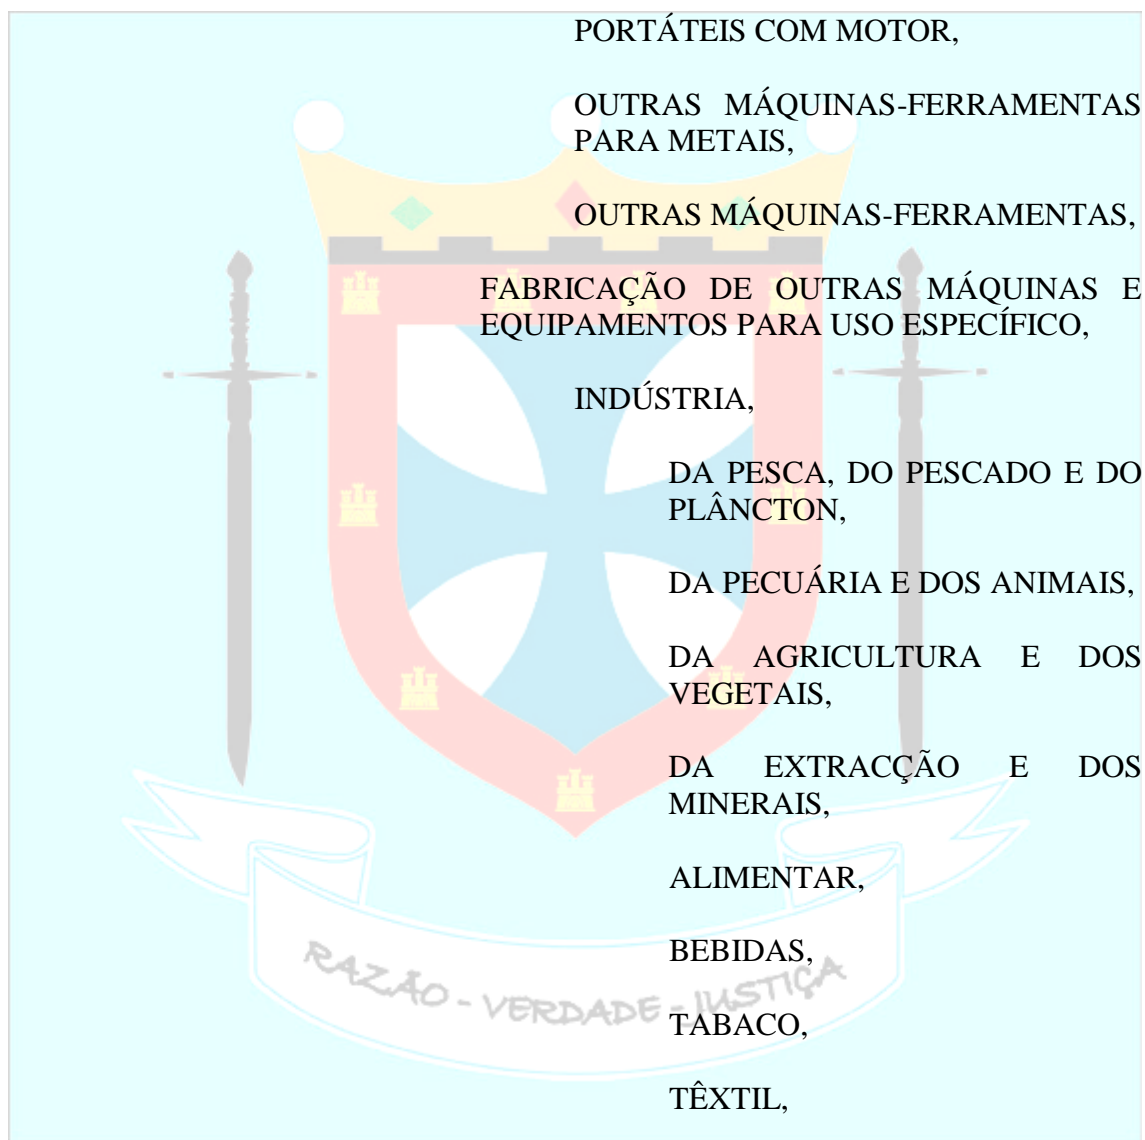 PORTÁTEIS COM MOTOR,
OUTRAS MÁQUINAS-FERRAMENTAS
PARA METAIS,
OUTRAS MÁQUINAS-FERRAMENTAS,
FABRICAÇÃO DE OUTRAS MÁQUINAS E
EQUIPAMENTOS PARA USO ESPECÍFICO,
INDÚSTRIA,
DA PESCA, DO PESCADO E DO
PLÂNCTON,
DA PECUÁRIA E DOS ANIMAIS,
DA AGRICULTURA E DOS
VEGETAIS,
DA EXTRACÇÃO E DOS
MINERAIS,
ALIMENTAR,
BEBIDAS,
RAZÃO - VERDADE - JUSTIÇA
TABACO,
TÊXTIL,